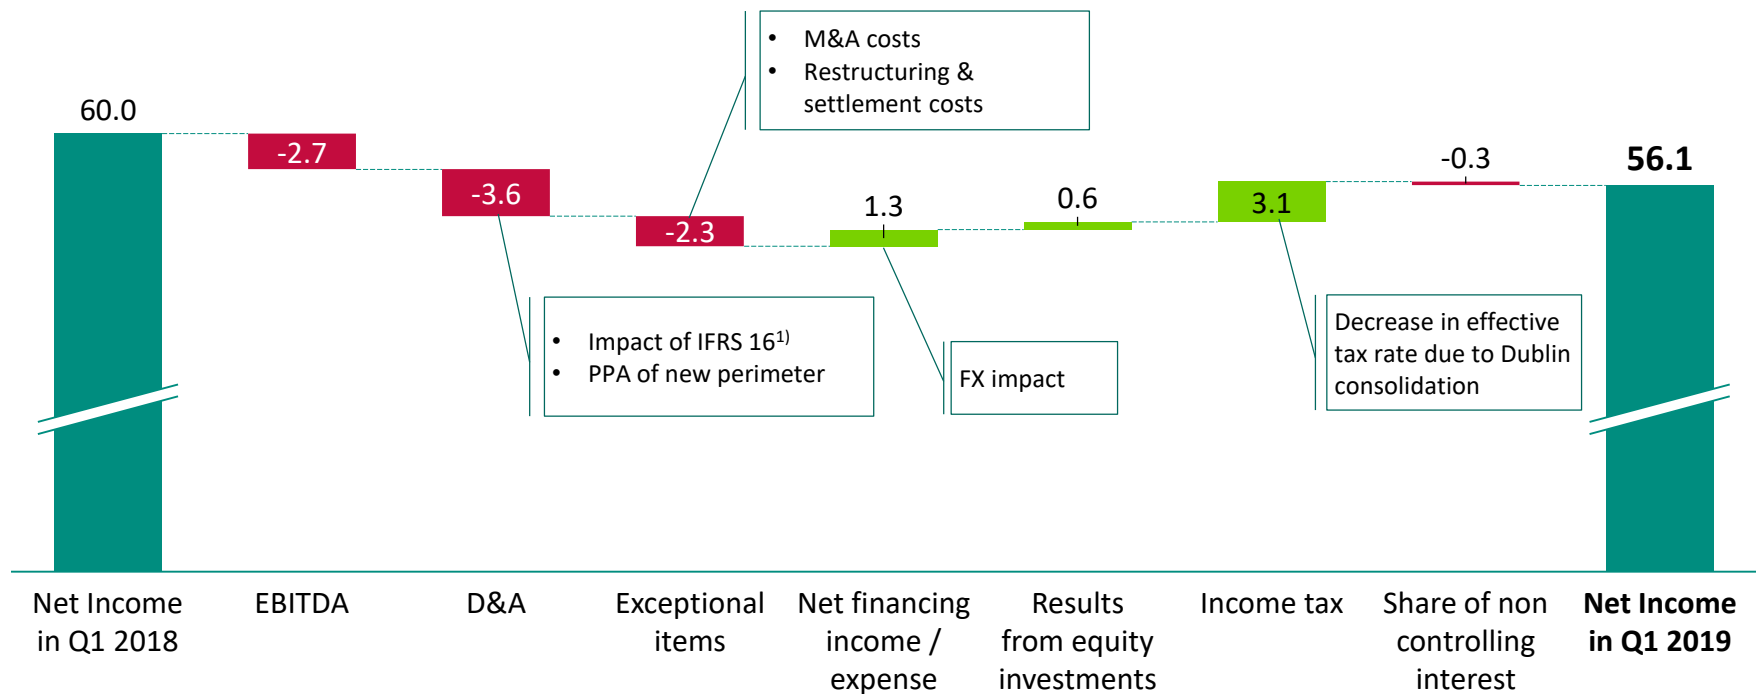 • M&A costs
• Restructuring &
settlement costs
60.0
-2.7
-3.6
-2.3
1.3
0.6
3.1
-0.3
56.1
• Impact of IFRS 16¹⁾
• PPA of new perimeter
FX impact
Decrease in effective
tax rate due to Dublin
consolidation
Net Income
in Q1 2018
EBITDA
D&A
Exceptional
items
Net financing
income /
expense
Results
from equity
investments
Income tax
Share of non
controlling
interest
Net Income
in Q1 2019